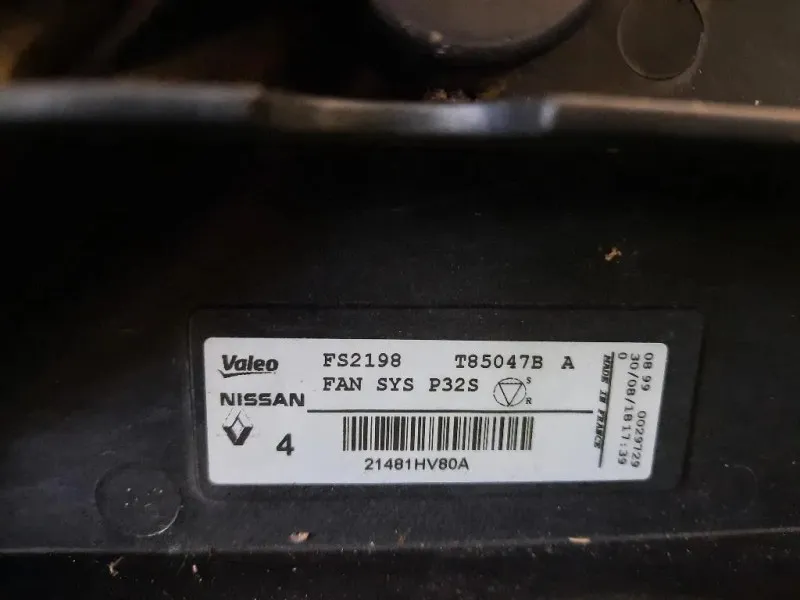 Valeo FS2198 T85047B A
FAN SYS P32S S R
NISSAN
4
21481HV80A
MADE IN FRANCE
08 99 0029729
30/08/18 17:39
0